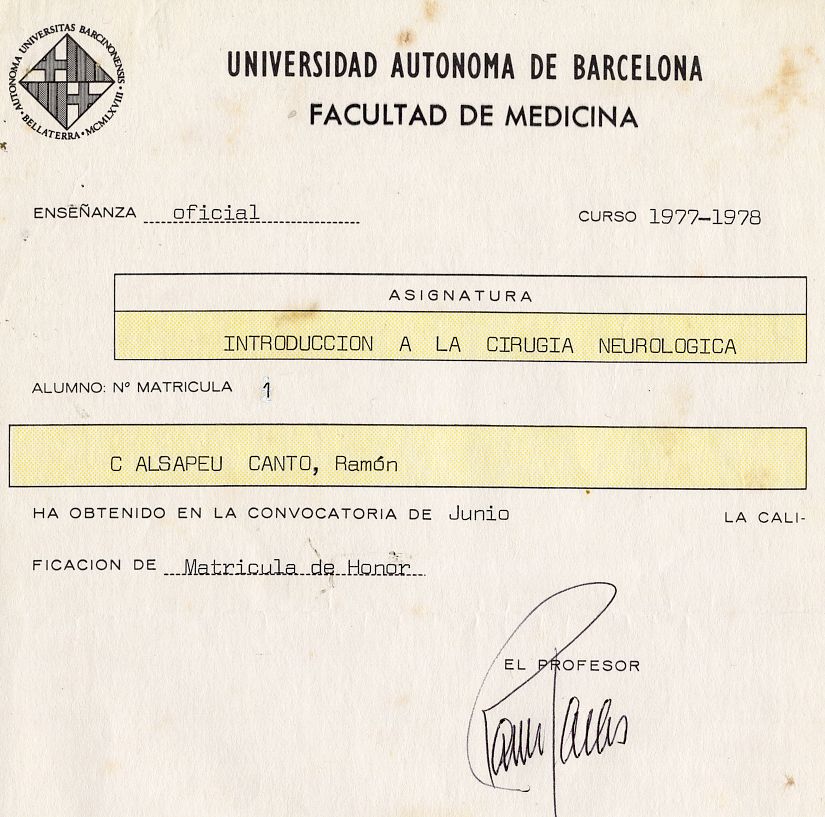 AUTONOMA UNIVERSITAS BARCINONENSIS · BELLATERRA · MCMLXVIII ·
UNIVERSIDAD AUTONOMA DE BARCELONA
FACULTAD DE MEDICINA
ENSEÑANZA oficial CURSO 1977-1978
ASIGNATURA
INTRODUCCION A LA CIRUGIA NEUROLOGICA
ALUMNO: Nº MATRICULA 1
C ALSAPEU CANTO, Ramón
HA OBTENIDO EN LA CONVOCATORIA DE Junio LA CALI-
FICACION DE Matricula de Honor
EL PROFESOR